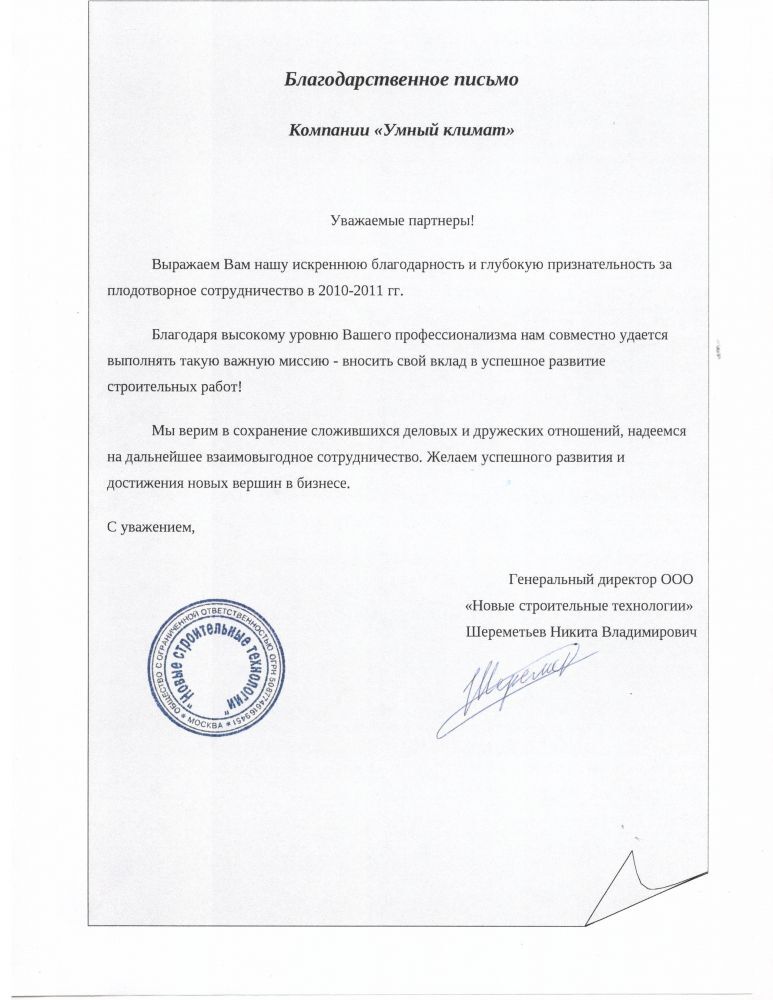 Благодарственное письмо
Компании «Умный климат»
Уважаемые партнеры!
Выражаем Вам нашу искреннюю благодарность и глубокую признательность за
плодотворное сотрудничество в 2010-2011 гг.
Благодаря высокому уровню Вашего профессионализма нам совместно удается
выполнять такую важную миссию - вносить свой вклад в успешное развитие
строительных работ!
Мы верим в сохранение сложившихся деловых и дружеских отношений, надеемся
на дальнейшее взаимовыгодное сотрудничество. Желаем успешного развития и
достижения новых вершин в бизнесе.
С уважением,
Генеральный директор ООО
«Новые строительные технологии»
Шереметьев Никита Владимирович
ОБЩЕСТВО С ОГРАНИЧЕННОЙ ОТВЕТСТВЕННОСТЬЮ ОГРН
* МОСКВА *
"Новые строительные технологии"